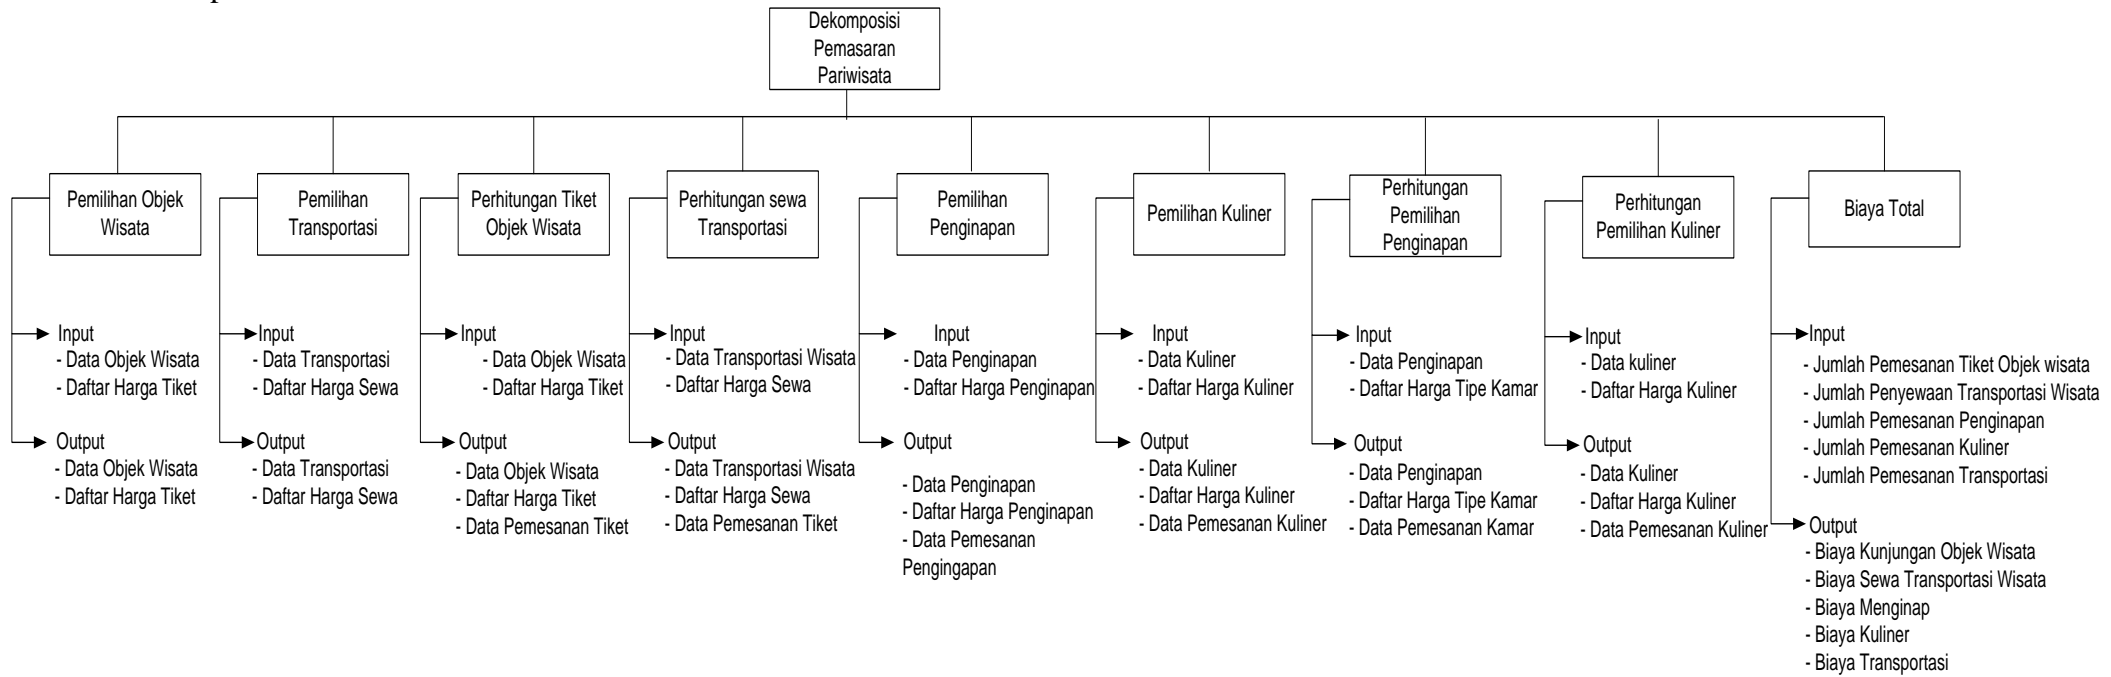 Dekomposisi
Pemasaran
Pariwisata
Pemilihan Objek
Wisata
Input
- Data Objek Wisata
- Daftar Harga Tiket
Output
- Data Objek Wisata
- Daftar Harga Tiket
Pemilihan
Transportasi
Input
- Data Transportasi
- Daftar Harga Sewa
Output
- Data Transportasi
- Daftar Harga Sewa
Perhitungan Tiket
Objek Wisata
Input
- Data Objek Wisata
- Daftar Harga Tiket
Output
- Data Objek Wisata
- Daftar Harga Tiket
- Data Pemesanan Tiket
Perhitungan sewa
Transportasi
Input
- Data Transportasi Wisata
- Daftar Harga Sewa
Output
- Data Transportasi Wisata
- Daftar Harga Sewa
- Data Pemesanan Tiket
Pemilihan
Penginapan
Input
- Data Penginapan
- Daftar Harga Penginapan
Output
- Data Penginapan
- Daftar Harga Penginapan
- Data Pemesanan
Pengingapan
Pemilihan Kuliner
Input
- Data Kuliner
- Daftar Harga Kuliner
Output
- Data Kuliner
- Daftar Harga Kuliner
- Data Pemesanan Kuliner
Perhitungan
Pemilihan
Penginapan
Input
- Data Penginapan
- Daftar Harga Tipe Kamar
Output
- Data Penginapan
- Daftar Harga Tipe Kamar
- Data Pemesanan Kamar
Perhitungan
Pemilihan Kuliner
Input
- Data kuliner
- Daftar Harga Kuliner
Output
- Data Kuliner
- Daftar Harga Kuliner
- Data Pemesanan Kuliner
Biaya Total
Input
- Jumlah Pemesanan Tiket Objek wisata
- Jumlah Penyewaan Transportasi Wisata
- Jumlah Pemesanan Penginapan
- Jumlah Pemesanan Kuliner
- Jumlah Pemesanan Transportasi
Output
- Biaya Kunjungan Objek Wisata
- Biaya Sewa Transportasi Wisata
- Biaya Menginap
- Biaya Kuliner
- Biaya Transportasi